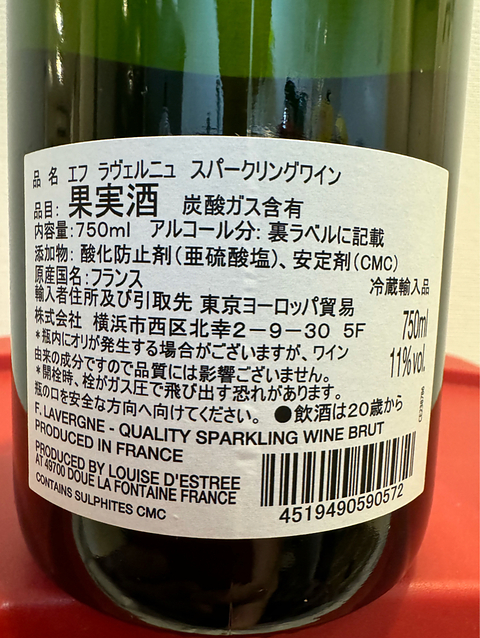 品 名 エフ ラヴェルニュ スパークリングワイン
品目: 果実酒 炭酸ガス含有
内容量:750ml アルコール分: 裏ラベルに記載
添加物: 酸化防止剤(亜硫酸塩)、安定剤(CMC)
原産国名:フランス 冷蔵輸入品
輸入者住所及び引取先 東京ヨーロッパ貿易
株式会社 横浜市西区北幸2-9-30 5F 750ml
*瓶内にオリが発生する場合がございますが、ワイン 11%vol.
由来の成分ですので品質には影響ございません。
*開栓時、栓がガス圧で飛び出す恐れがあります。
瓶の口を安全な方向へ向けてください。 ●飲酒は20歳から
F. LAVERGNE - QUALITY SPARKLING WINE BRUT
PRODUCED IN FRANCE
PRODUCED BY LOUISE D'ESTREE
AT 49700 DOUE LA FONTAINE FRANCE
CONTAINS SULPHITES CMC
4519490590572